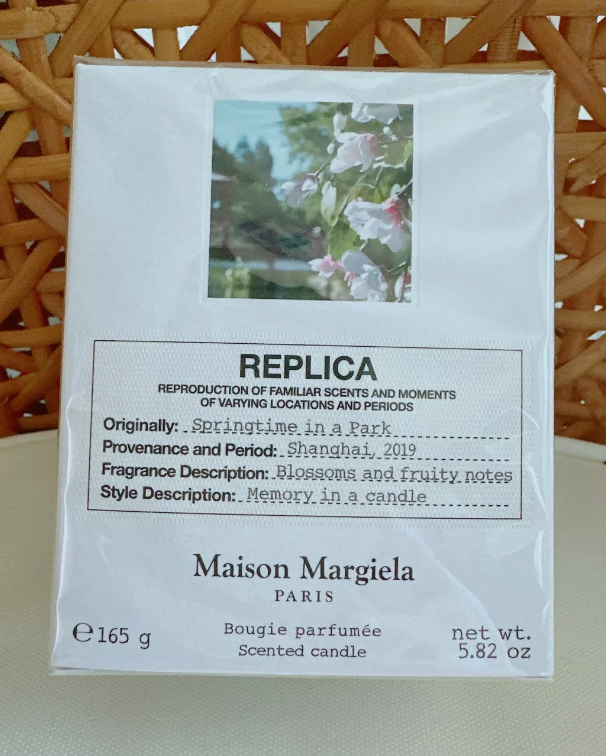 REPLICA
REPRODUCTION OF FAMILIAR SCENTS AND MOMENTS
OF VARYING LOCATIONS AND PERIODS
Originally: Springtime in a Park
Provenance and Period: Shanghai, 2019
Fragrance Description: Blossoms and fruity notes
Style Description: Memory in a candle
Maison Margiela
PARIS
℮165 g
Bougie parfumée
Scented candle
net wt.
5.82 oz